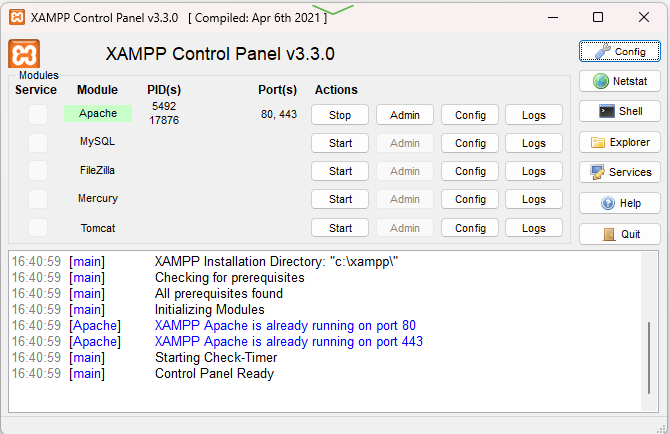 XAMPP Control Panel v3.3.0 [ Compiled: Apr 6th 2021 ]
XAMPP Control Panel v3.3.0
Config
Modules
Service Module PID(s) Port(s) Actions
Netstat
Apache 5492 17876 80, 443 Stop Admin Config Logs
Shell
MySQL Start Admin Config Logs
Explorer
FileZilla Start Admin Config Logs
Services
Mercury Start Admin Config Logs
Help
Tomcat Start Admin Config Logs
Quit
16:40:59 [main] XAMPP Installation Directory: "c:\xampp\"
16:40:59 [main] Checking for prerequisites
16:40:59 [main] All prerequisites found
16:40:59 [main] Initializing Modules
16:40:59 [Apache] XAMPP Apache is already running on port 80
16:40:59 [Apache] XAMPP Apache is already running on port 443
16:40:59 [main] Starting Check-Timer
16:40:59 [main] Control Panel Ready